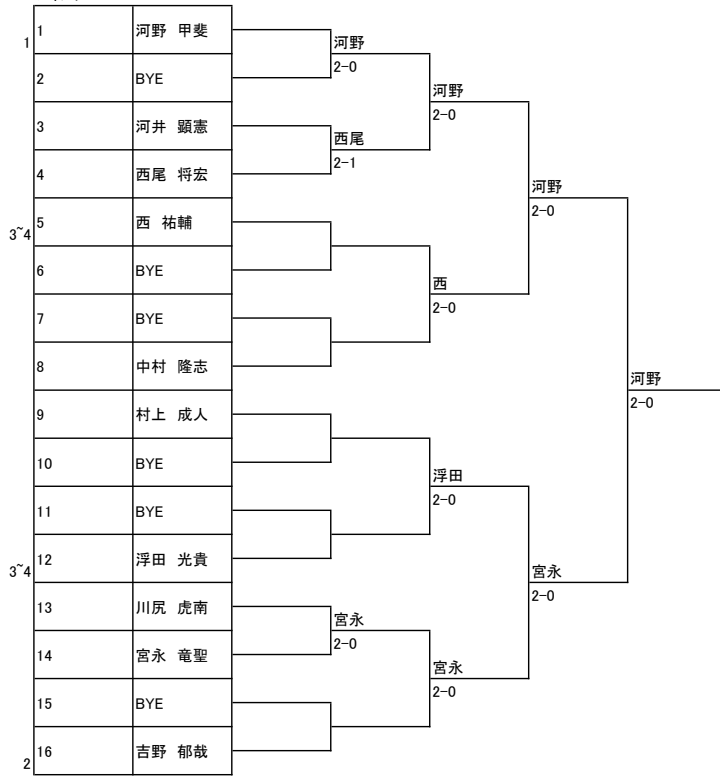 1 1 河野 甲斐
2 BYE
3 河井 顕憲
4 西尾 将宏
3~4 5 西 祐輔
6 BYE
7 BYE
8 中村 隆志
9 村上 成人
10 BYE
11 BYE
3~4 12 浮田 光貴
13 川尻 虎南
14 宮永 竜聖
15 BYE
2 16 吉野 郁哉
河野
2-0
西尾
2-1
宮永
2-0
河野
2-0
西
2-0
浮田
2-0
宮永
2-0
河野
2-0
宮永
2-0
河野
2-0